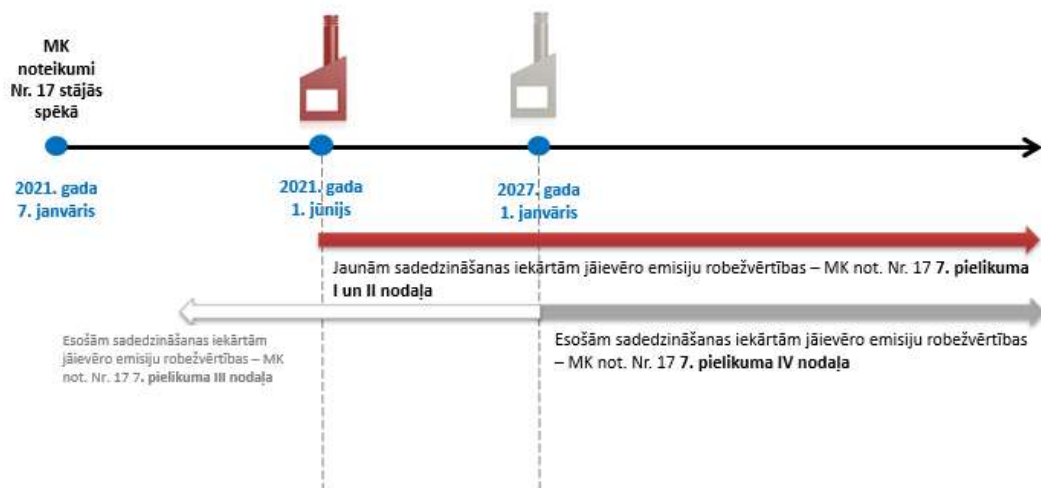 MK
noteikumi
Nr. 17 stājās
spēkā
2021. gada
7. janvāris
2021. gada
1. jūnijs
2027. gada
1. janvāris
Jaunām sadedzināšanas iekārtām jāievēro emisiju robežvērtības – MK not. Nr. 17 7. pielikuma
I un II nodaļa
Esošām sadedzināšanas iekārtām
jāievēro emisiju robežvērtības – MK
not. Nr. 17 7. pielikuma III nodaļa
Esošām sadedzināšanas iekārtām jāievēro emisiju robežvērtības
– MK not. Nr. 17 7. pielikuma IV nodaļa